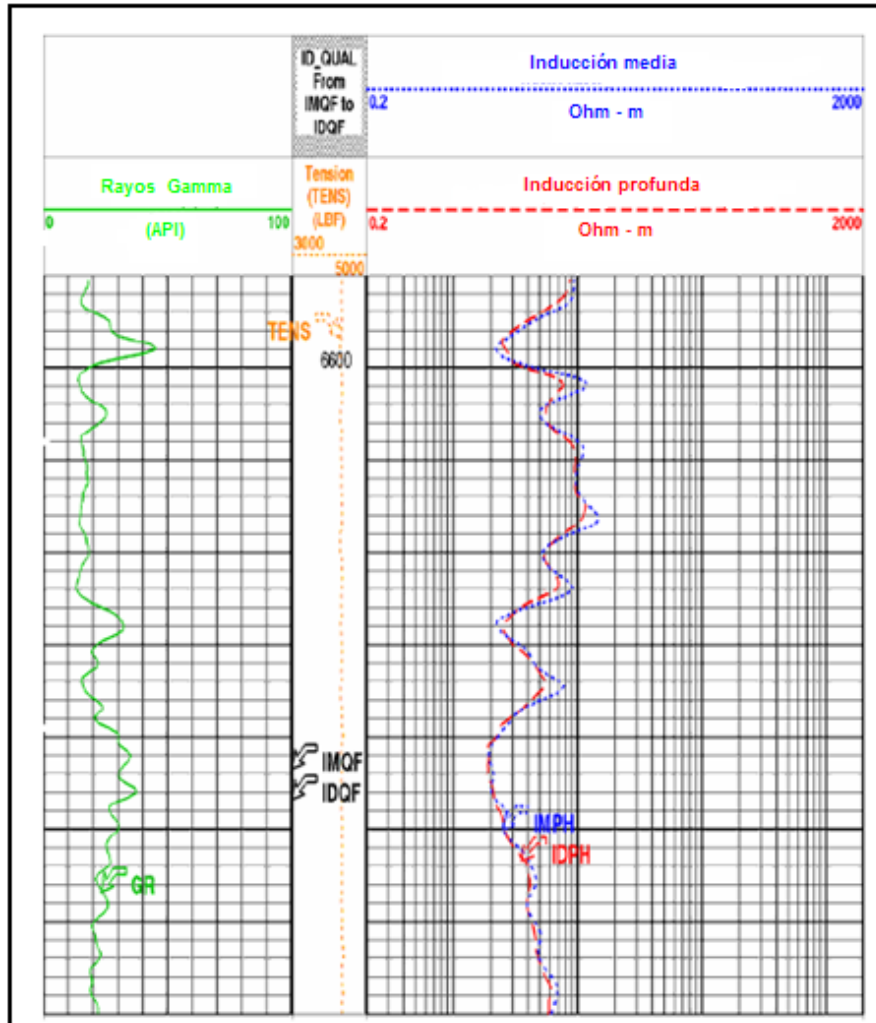 ID_QUAL
From
IMQF to
IDQF
Inducción media
0.2
2000
Ohm - m
Rayos Gamma
0
100
(API)
Tension
(TENS)
(LBF)
3000
5000
Inducción profunda
0.2
2000
Ohm - m
TENS
6600
IMQF
IDQF
IMPH
IDPH
GR